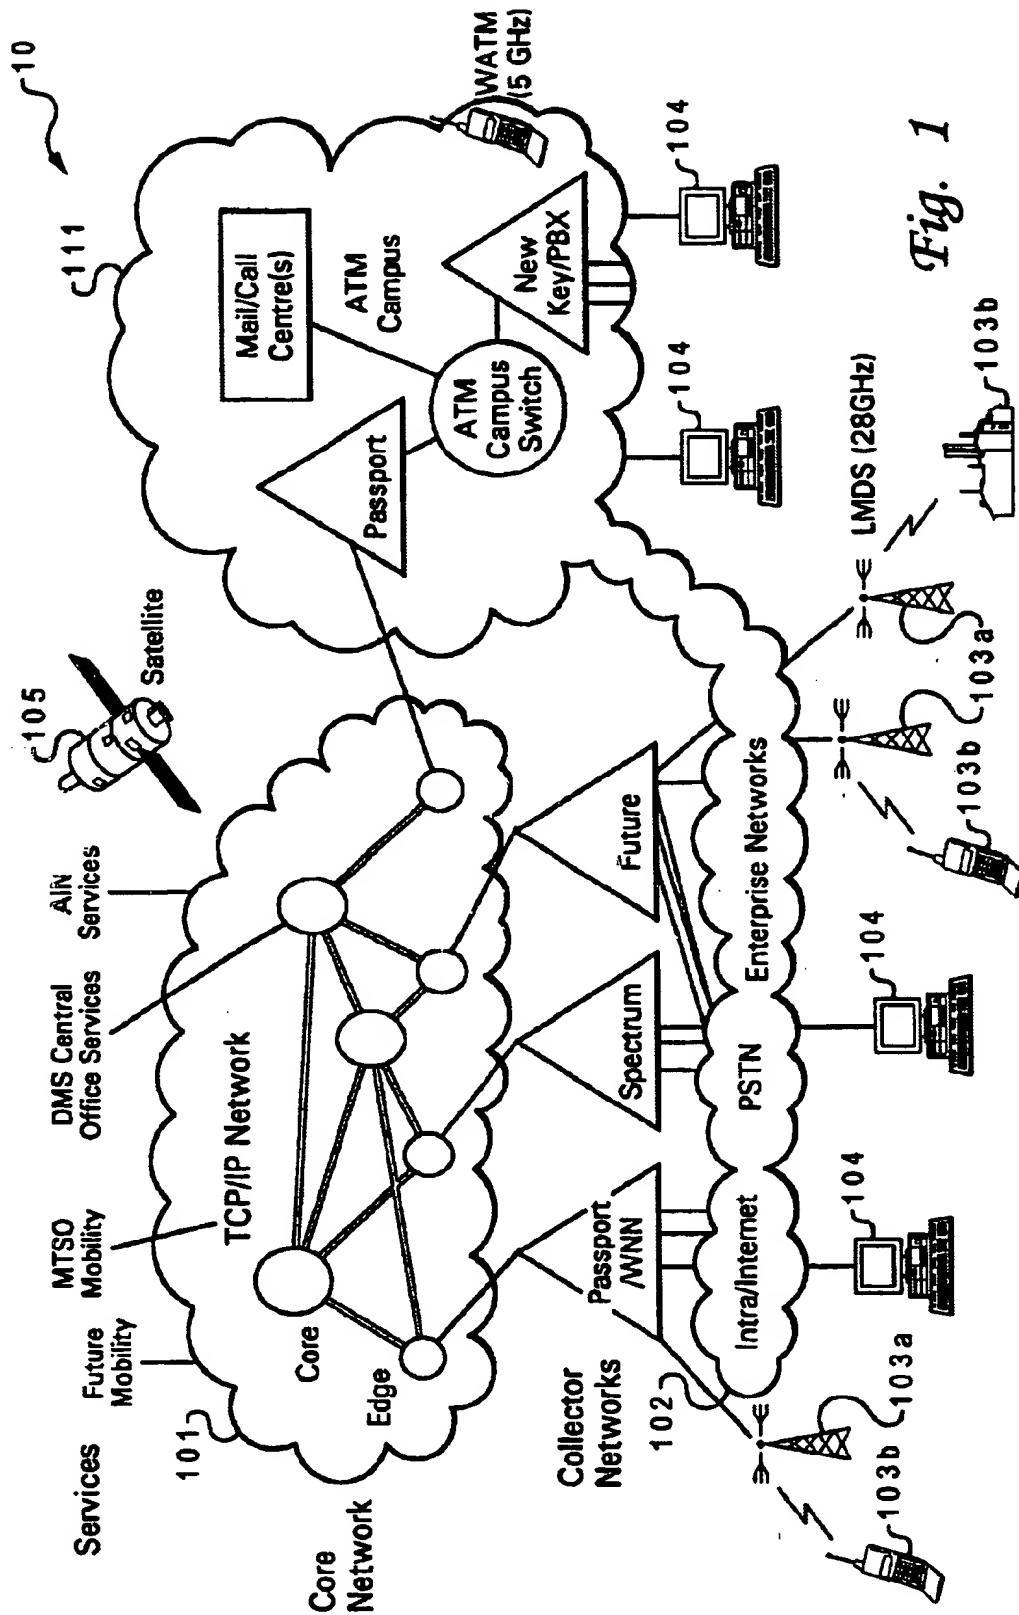 10
Services
Future
Mobility
MTSO
Mobility
DMS Central
Office Services
AIN
Services
105
Satellite
111
Mail/Call
Centre(s)
ATM
Campus
Passport
ATM
Campus
Switch
New
Key/PBX
WATM
(5 GHz)
101
TCP/IP Network
Core
Edge
Core
Network
Collector
Networks
Passport
/WNN
Spectrum
Future
102
Intra/Internet
PSTN
Enterprise Networks
104
104
104
104
LMDS (28GHz)
103b
103a
103b
103a
103b
Fig. 1